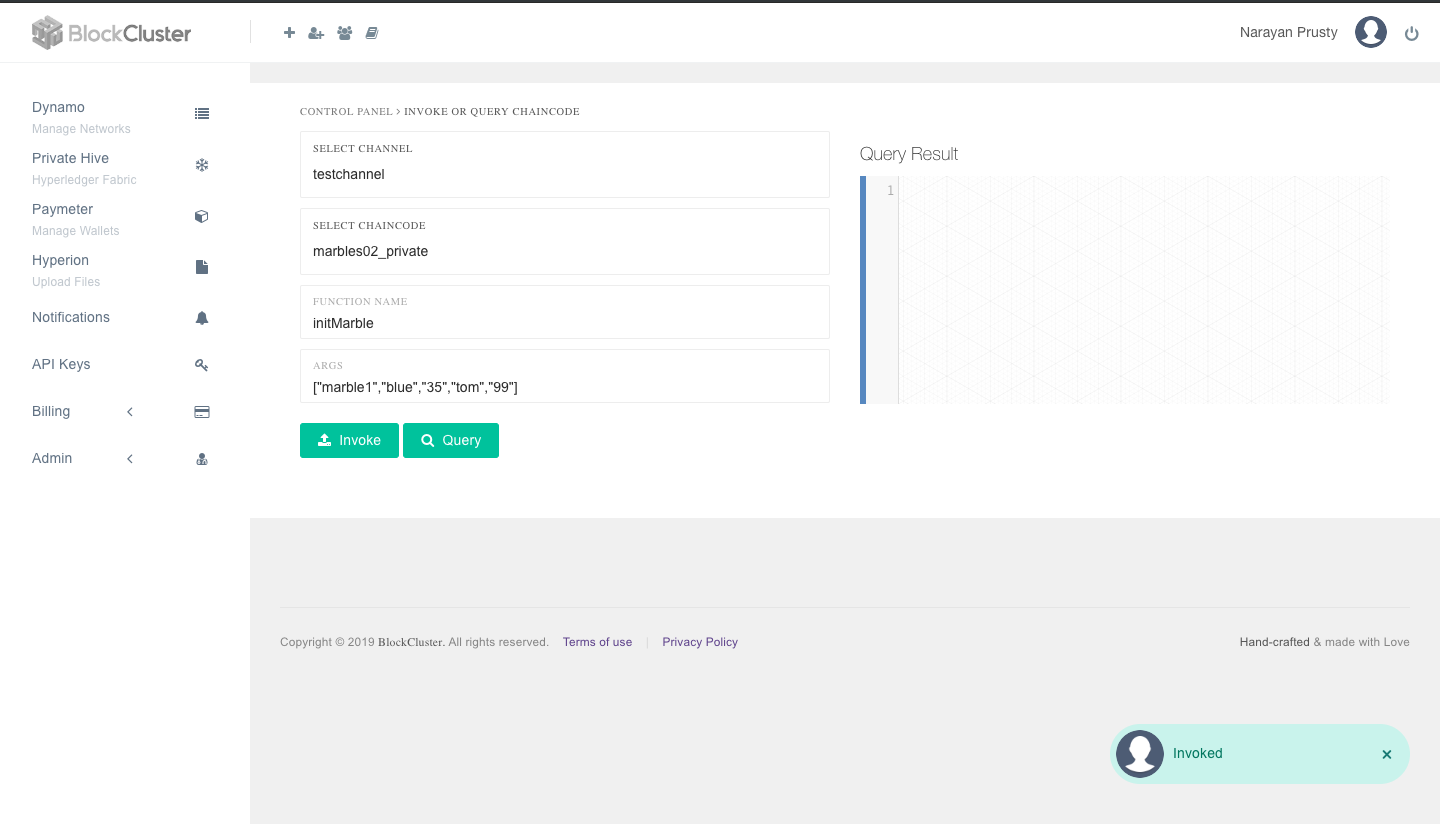 BlockCluster
Narayan Prusty
Dynamo
Manage Networks
Private Hive
Hyperledger Fabric
Paymeter
Manage Wallets
Hyperion
Upload Files
Notifications
API Keys
Billing
Admin
CONTROL PANEL > INVOKE OR QUERY CHAINCODE
SELECT CHANNEL
testchannel
SELECT CHAINCODE
marbles02_private
FUNCTION NAME
initMarble
ARGS
["marble1","blue","35","tom","99"]
Invoke
Query
Query Result
1
Copyright © 2019 BlockCluster. All rights reserved. Terms of use | Privacy Policy
Hand-crafted & made with Love
Invoked ×